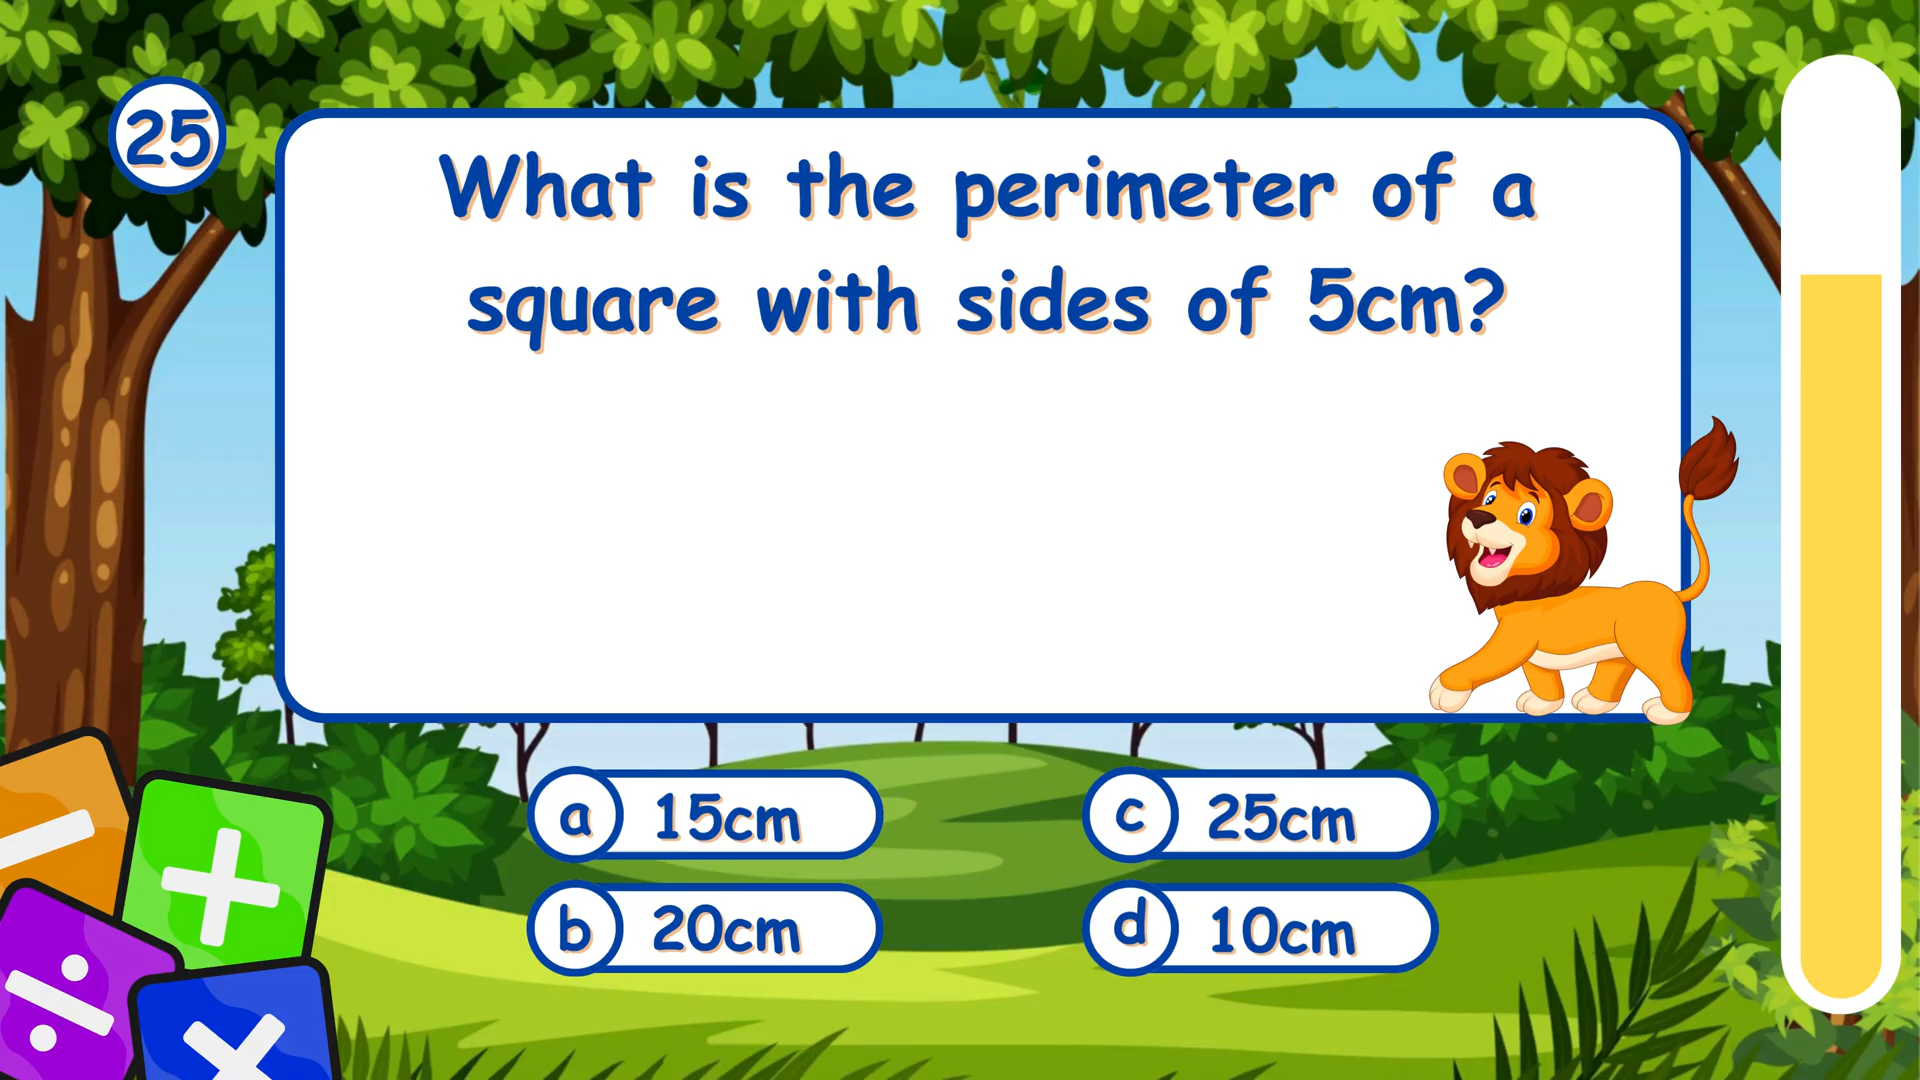 25
What is the perimeter of a
square with sides of 5cm?
a 15cm
b 20cm
c 25cm
d 10cm